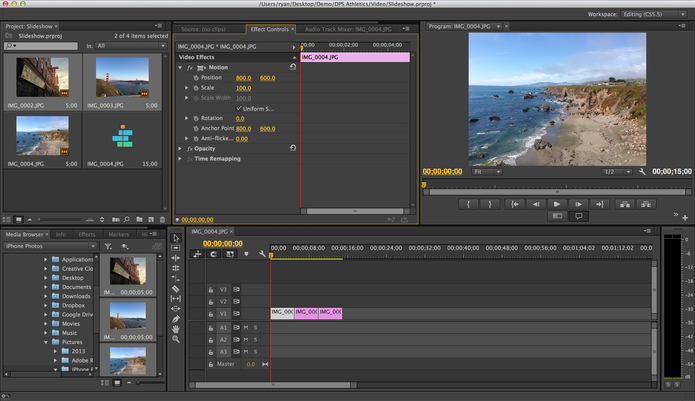 /Users/ryan/Desktop/Demo/DPS Athletics/Video/Slideshow.prproj *
Workspace: Editing (CS5.5)
Project: Slideshow
Slideshow.prproj
2 of 4 items selected
In: All
IMG_0002.JPG 5;00
IMG_0003.JPG 5;00
IMG_0004.JPG 5;00
IMG_0004.JPG 15;00
Source: (no clips)
Effect Controls
Audio Track Mixer: IMG_0004.JPG
IMG_0004.JPG * IMG_0004.JPG
;00;00 00;00;02;00 00;00;04;00
Video Effects
IMG_0004.JPG
fx Motion
Position 800.0 600.0
Scale 100.0
Scale Width 100.0
Uniform S...
Rotation 0.0
Anchor Point 800.0 600.0
Anti-flicke... 0.00
fx Opacity
Time Remapping
00;00;00;00
Program: IMG_0004.JPG
00;00;00;00
Fit
1/2
00;00;15;00
Media Browser
Info
Effects
Markers
iPhone Photos
Applications
Creative Clo
Desktop
Documents
Downloads
Dropbox
Google Drive
Movies
Music
Pictures
2013
Adobe R
iPhone P
IM... 00;00;05;00
IM... 00;00;05;00
IMG_0004.JPG
00;00;00;00
;00;00 00;00;08;00 00;00;16;00 00;00;24;00 00;00;32;00 00;00;40;00 00;00;48;00 00;00;56;00 00;01;04;02 00;01;12;02
V3
V2
V1
IMG_000 IMG_000 IMG_000
A1 M S
A2 M S
A3 M S
Master 0.0
0
-6
-12
-18
-24
-30
-36
-42
-48
-54
S S